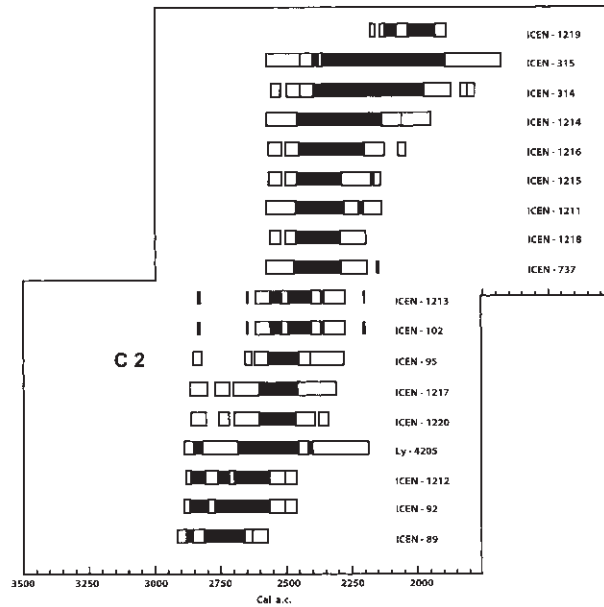 ICEN - 1219
ICEN - 315
ICEN - 314
ICEN - 1214
ICEN - 1216
ICEN - 1215
ICEN - 1211
ICEN - 1218
ICEN - 737
ICEN - 1213
ICEN - 102
C 2
ICEN - 95
ICEN - 1217
ICEN - 1220
Ly - 4205
ICEN - 1212
ICEN - 92
ICEN - 89
3500 3250 3000 2750 2500 2250 2000
Cal a.c.